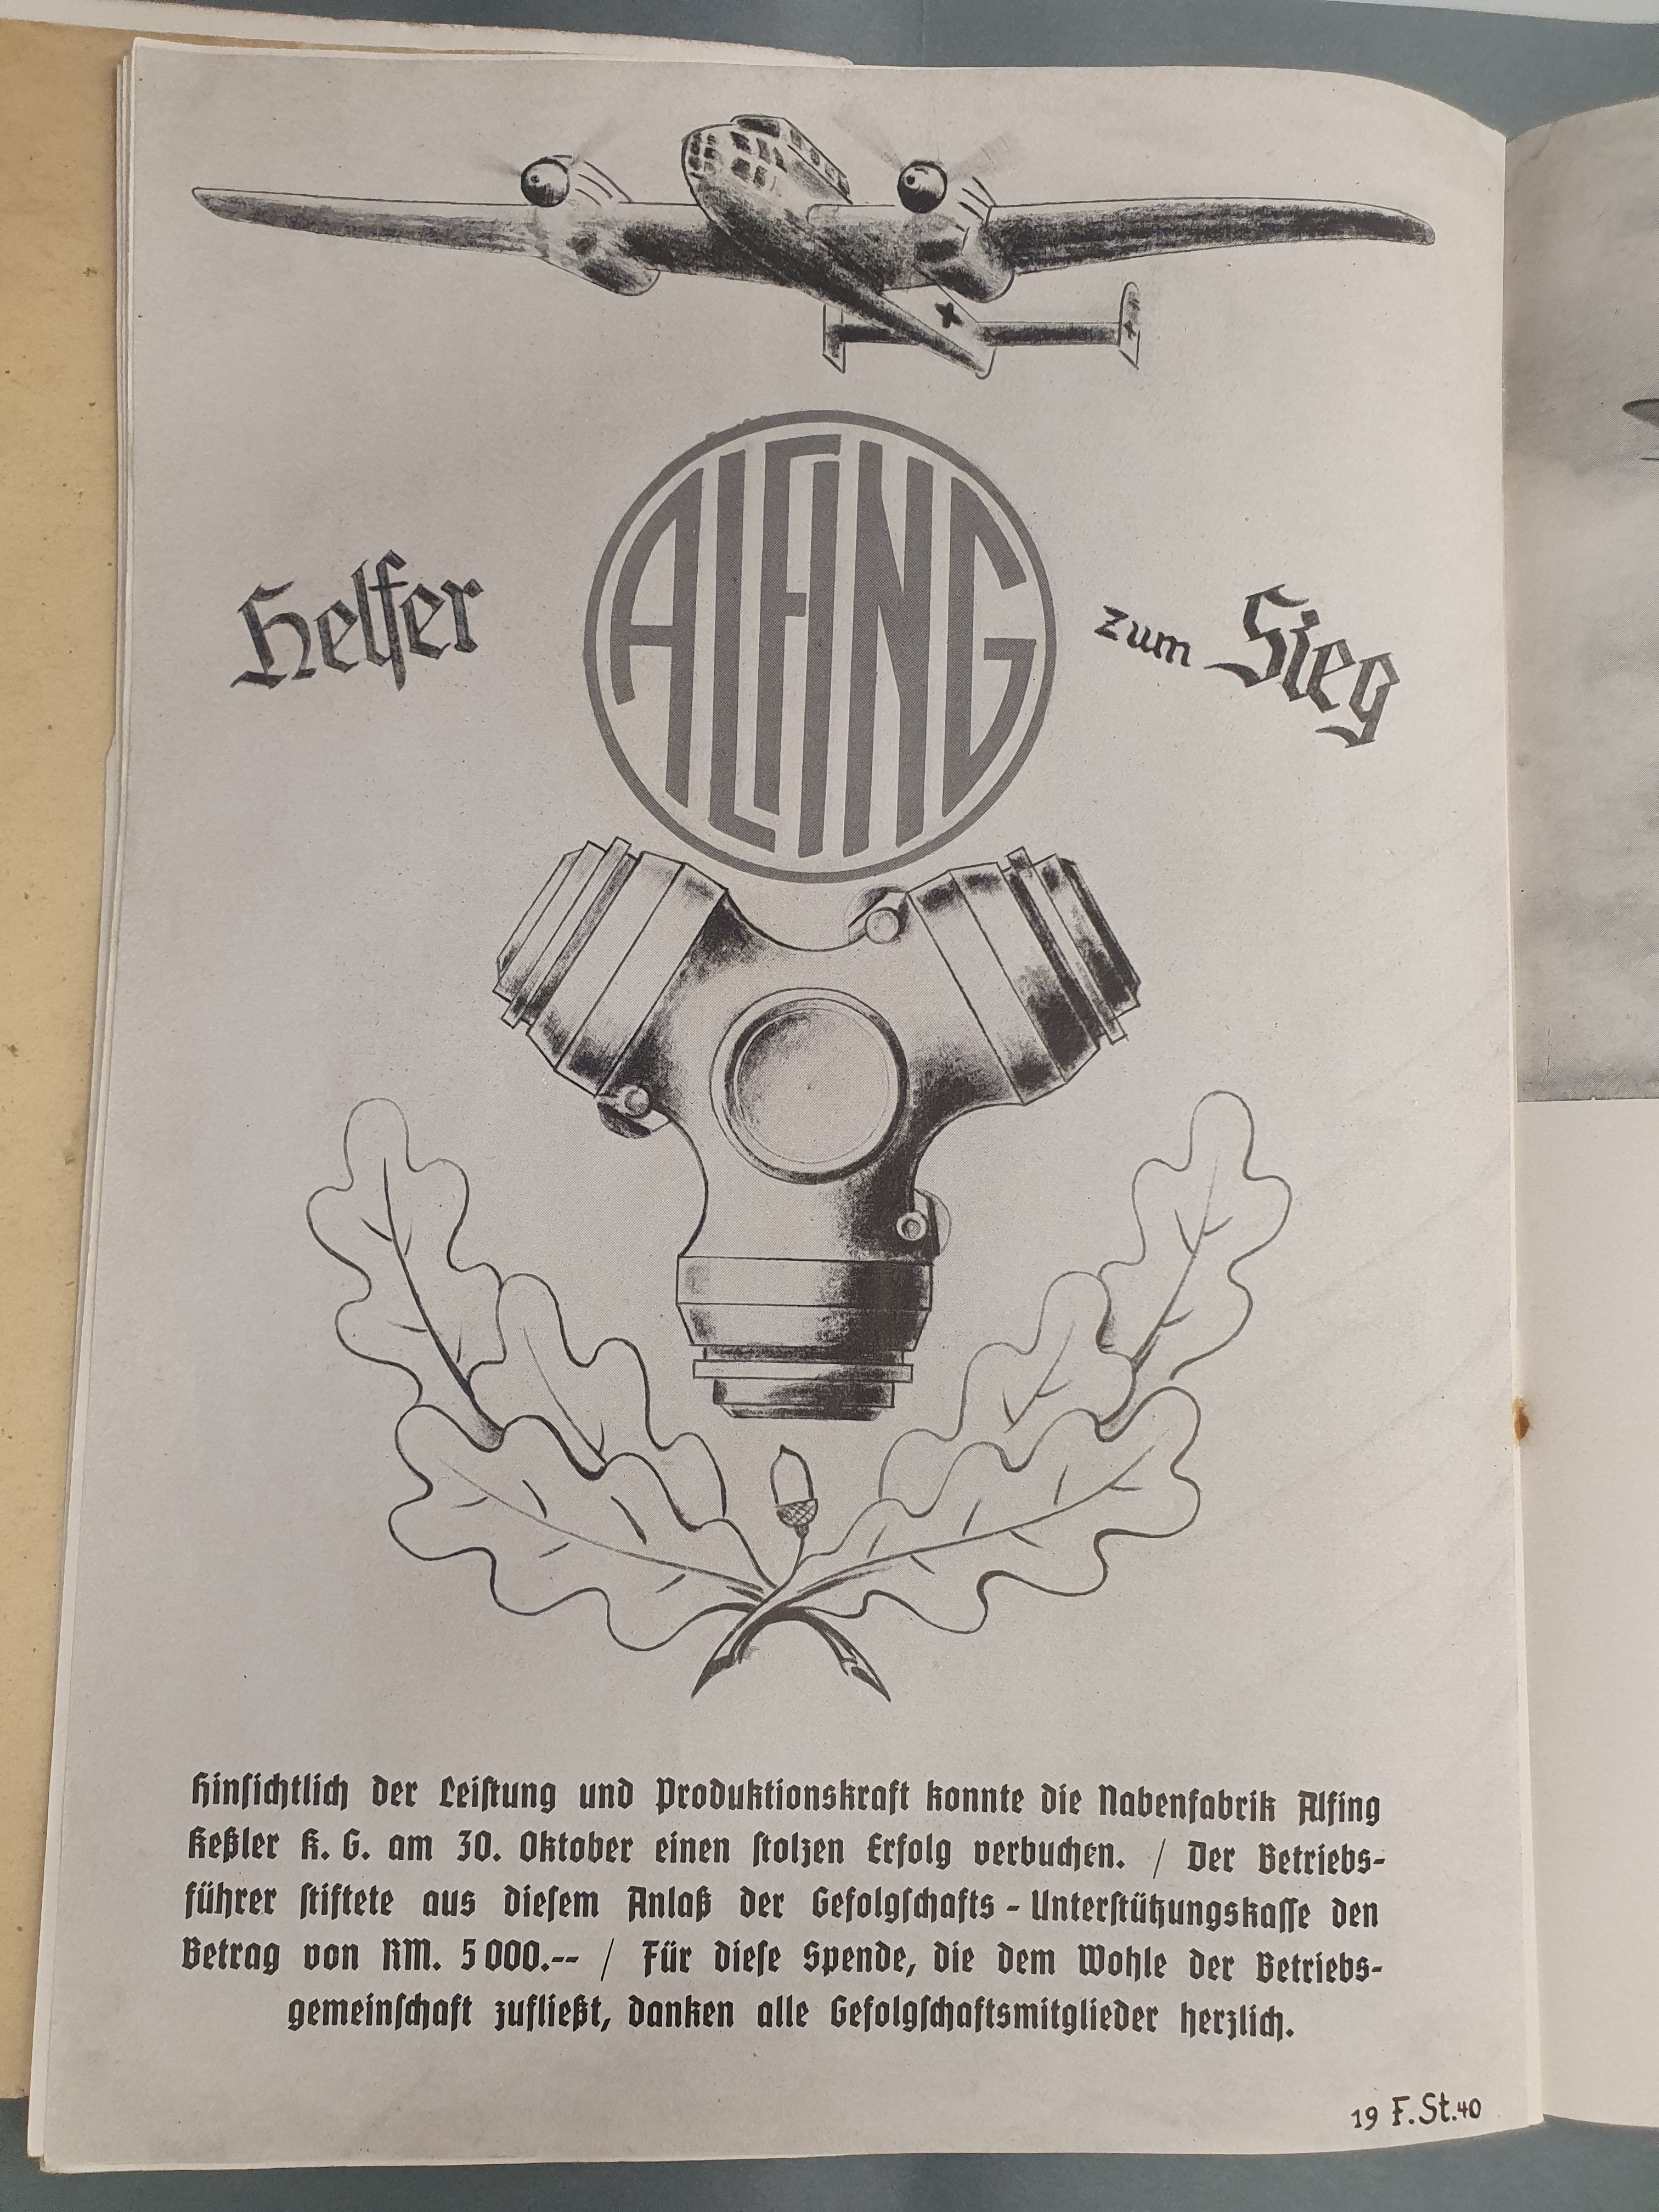 ALFING
Helfer zum Sieg
Hinsichtlich der Leistung und Produktionskraft konnte die Nabenfabrik Alfing
Keßler K. G. am 30. Oktober einen stolzen Erfolg verbuchen. / Der Betriebs-
führer stiftete aus diesem Anlaß der Gefolgschafts-Unterstützungskasse den
Betrag von RM. 5000.-- / Für diese Spende, die dem Wohle der Betriebs-
gemeinschaft zufließt, danken alle Gefolgschaftsmitglieder herzlich.
19 F.St.40